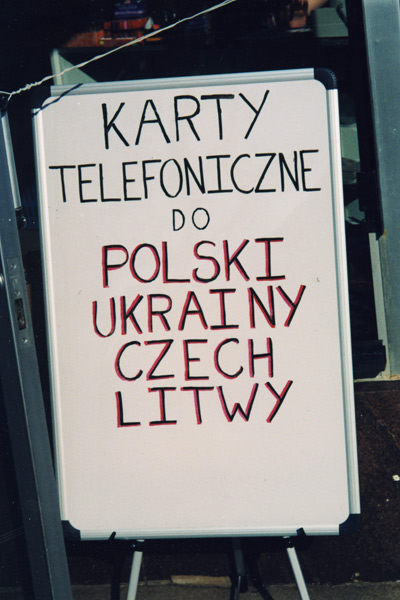 KARTY
TELEFONICZNE
DO
POLSKI
UKRAINY
CZECH
LITWY